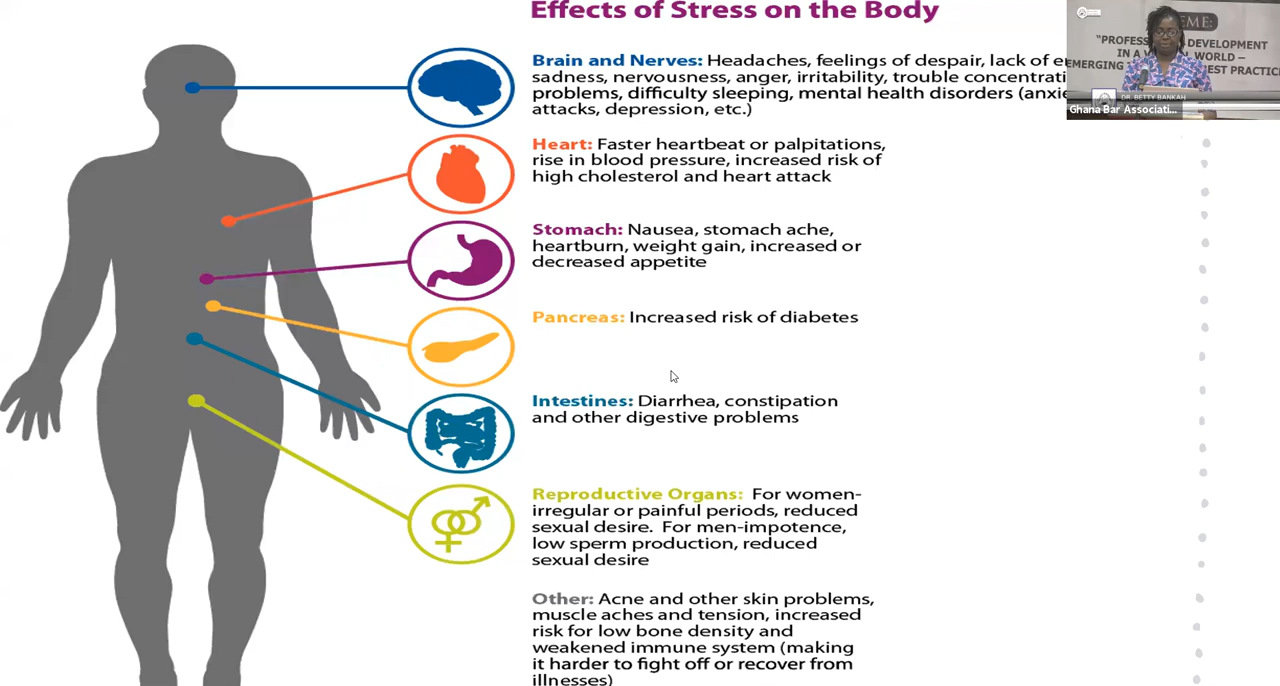 Effects of Stress on the Body
Brain and Nerves: Headaches, feelings of despair, lack of
sadness, nervousness, anger, irritability, trouble
problems, difficulty sleeping, mental health disorders
attacks, depression, etc.)
Heart: Faster heartbeat or palpitations,
rise in blood pressure, increased risk of
high cholesterol and heart attack
Stomach: Nausea, stomach ache,
heartburn, weight gain, increased or
decreased appetite
Pancreas: Increased risk of diabetes
Intestines: Diarrhea, constipation
and other digestive problems
Reproductive Organs: For women-
irregular or painful periods, reduced
sexual desire. For men-impotence,
low sperm production, reduced
sexual desire
Other: Acne and other skin problems,
muscle aches and tension, increased
risk for low bone density and
weakened immune system (making
it harder to fight off or recover from
illnesses)
IN A
WORLD –
EMERGING
DR. BETTY BANKAH
Ghana Bar Associati...